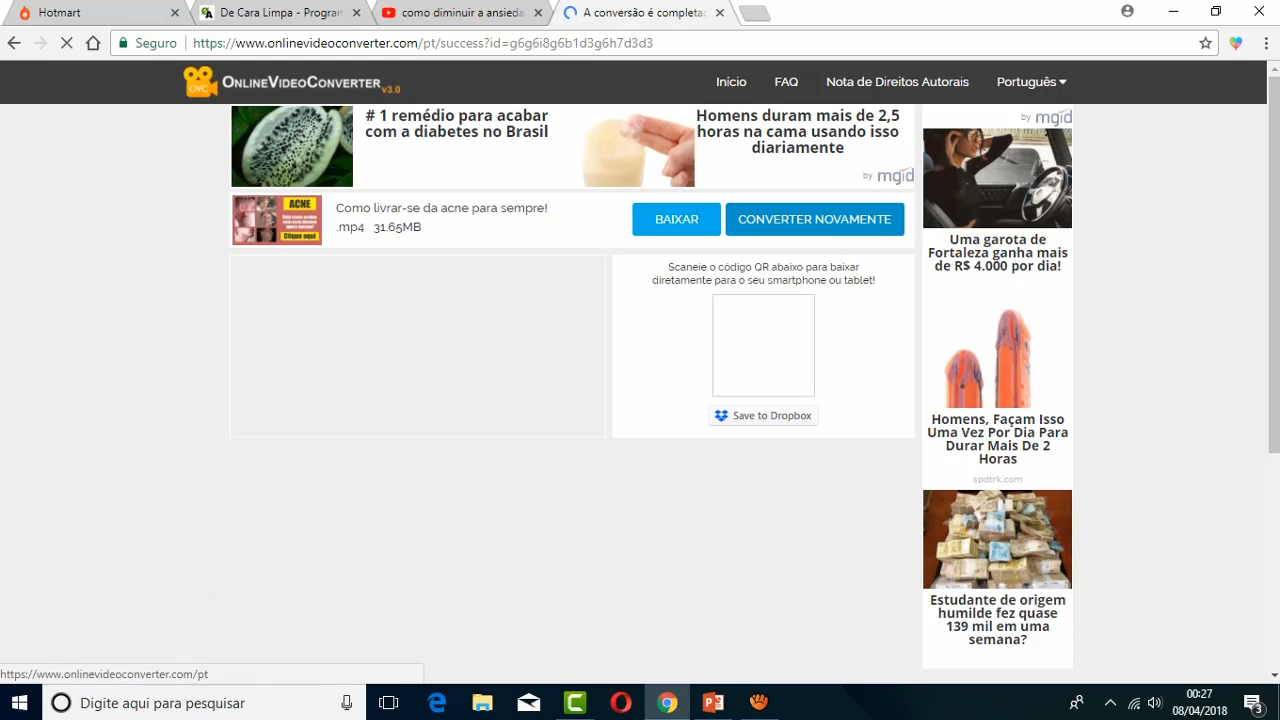 Hotmart
De Cara Limpa - Program
como diminuir a ansieda
A conversão é completad
Seguro
https://www.onlinevideoconverter.com/pt/success?id=g6g6i8g6b1d3g6h7d3d3
OVC
ONLINEVIDEOCONVERTER v3.0
Início
FAQ
Nota de Direitos Autorais
Português
# 1 remédio para acabar
com a diabetes no Brasil
Homens duram mais de 2,5
horas na cama usando isso
diariamente
by mgid
ACNE
Clique aqui
Como livrar-se da acne para sempre!
.mp4 31.65MB
BAIXAR
CONVERTER NOVAMENTE
Scaneie o código QR abaixo para baixar
diretamente para o seu smartphone ou tablet!
Save to Dropbox
by mgid
Uma garota de
Fortaleza ganha mais
de R$ 4.000 por dia!
Homens, Façam Isso
Uma Vez Por Dia Para
Durar Mais De 2
Horas
spdtrk.com
Estudante de origem
humilde fez quase
139 mil em uma
semana?
https://www.onlinevideoconverter.com/pt
Digite aqui para pesquisar
00:27
08/04/2018
3